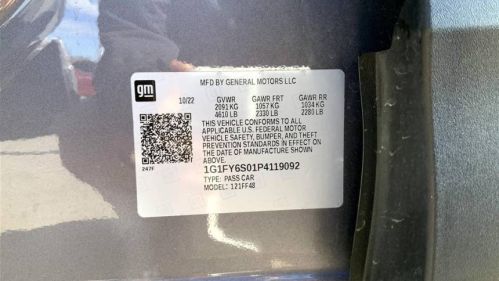 MFD BY GENERAL MOTORS LLC
gm
10/22 GVWR GAWR FRT GAWR RR
2091 KG 1057 KG 1034 KG
4610 LB 2330 LB 2280 LB
THIS VEHICLE CONFORMS TO ALL
APPLICABLE U.S. FEDERAL MOTOR
VEHICLE SAFETY, BUMPER, AND THEFT
PREVENTION STANDARDS IN EFFECT ON
THE DATE OF MANUFACTURE SHOWN ABOVE.
247F
1G1FY6S01P4119092
TYPE: PASS CAR
MODEL: 121FF48